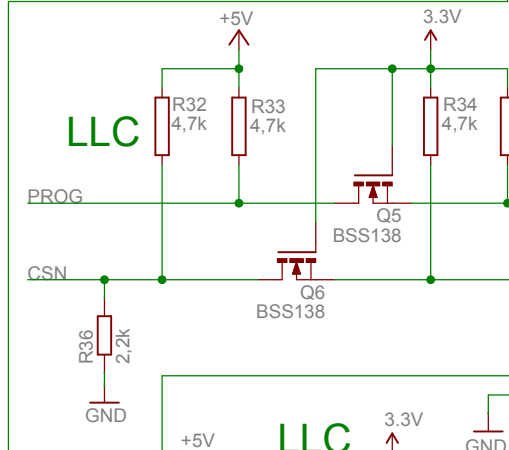 +5V
3.3V
R32
4,7k
R33
4,7k
R34
4,7k
LLC
PROG
Q5
BSS138
CSN
Q6
BSS138
R36
2,2k
GND
+5V
LLC
3.3V
GND